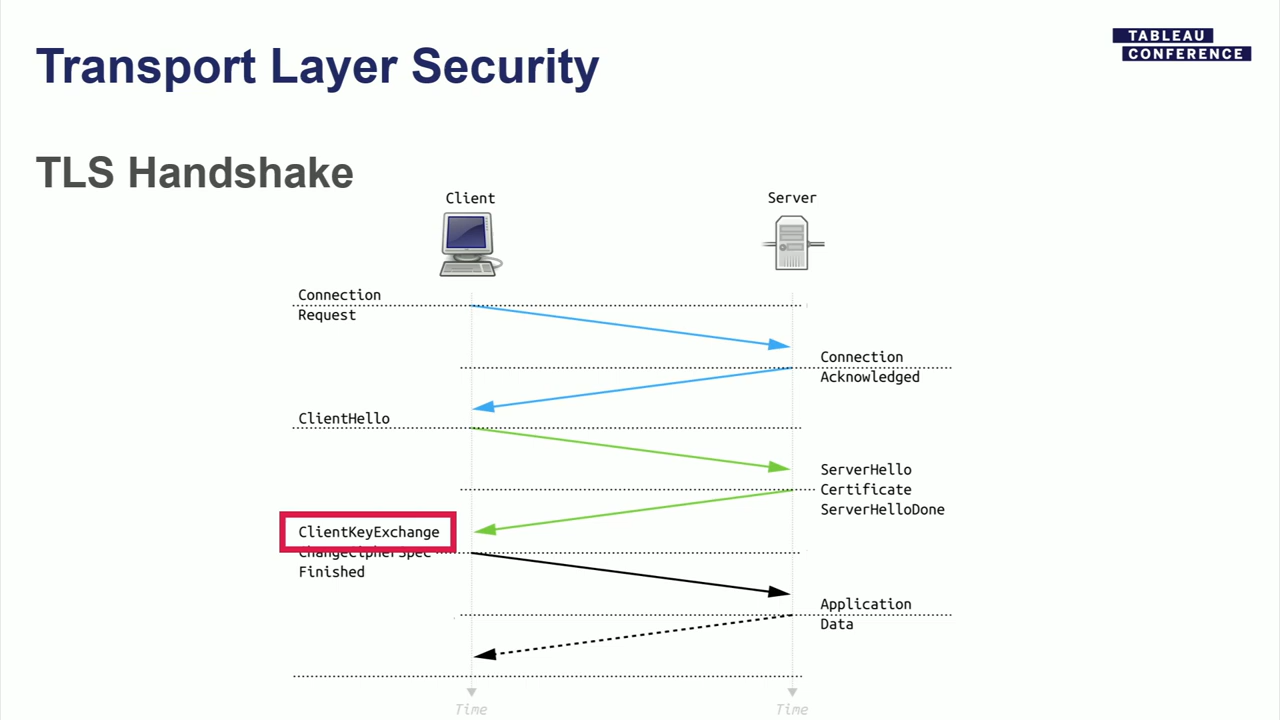 Transport Layer Security
TABLEAU
CONFERENCE
TLS Handshake
Client
Server
Connection
Request
Connection
Acknowledged
ClientHello
ServerHello
Certificate
ServerHelloDone
ClientKeyExchange
ChangeCipherSpec
Finished
Application
Data
Time
Time